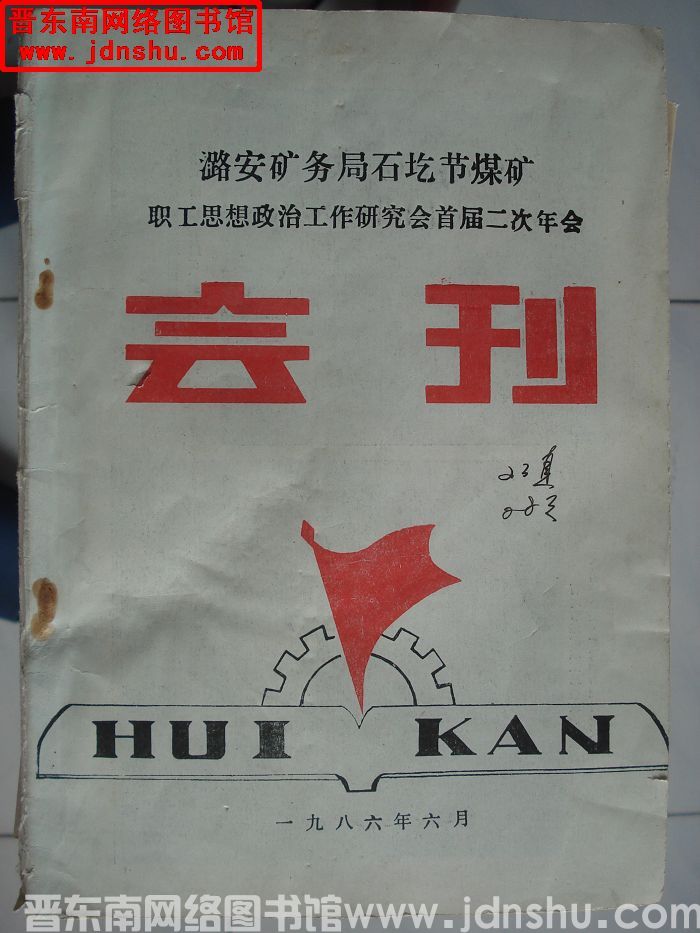 晋东南网络图书馆
www.jdnshu.com
潞安矿务局石圪节煤矿
职工思想政治工作研究会首届二次年会
会刊
HUI KAN
一九八六年六月
晋东南网络图书馆 www.jdnshu.com